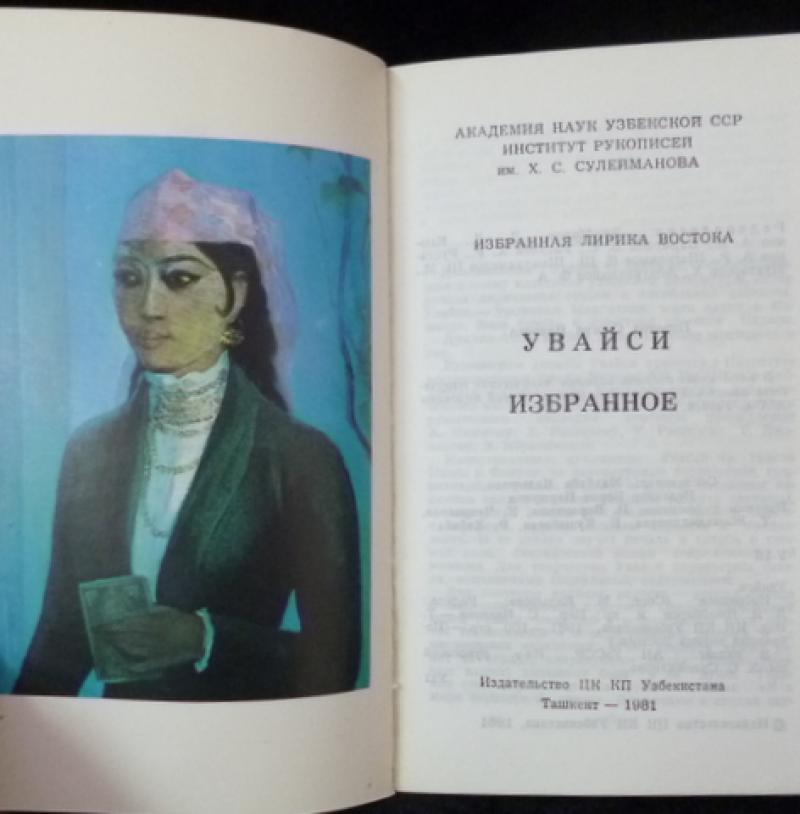 АКАДЕМИЯ НАУК УЗБЕКСКОЙ ССР
ИНСТИТУТ РУКОПИСЕЙ
им. Х. С. СУЛЕЙМАНОВА
ИЗБРАННАЯ ЛИРИКА ВОСТОКА
УВАЙСИ
ИЗБРАННОЕ
Издательство ЦК КП Узбекистана
Ташкент — 1981